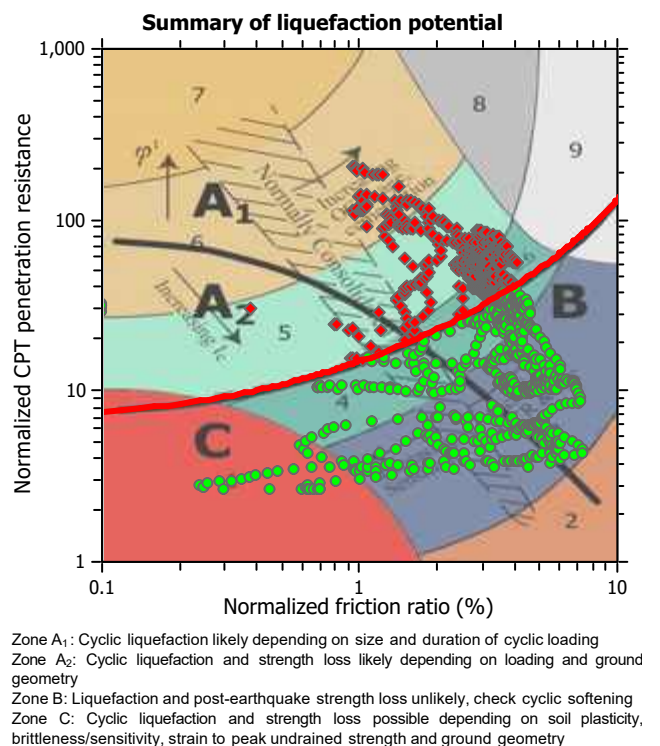 Summary of liquefaction potential
1,000
100
10
1
Normalized CPT penetration resistance
7
8
9
φ'
A1
Normally Consolidated
Increasing
6
A2
Increasing Ic
5
B
4
C
2
0.1
1
10
Normalized friction ratio (%)
Zone A1: Cyclic liquefaction likely depending on size and duration of cyclic loading
Zone A2: Cyclic liquefaction and strength loss likely depending on loading and ground
geometry
Zone B: Liquefaction and post-earthquake strength loss unlikely, check cyclic softening
Zone C: Cyclic liquefaction and strength loss possible depending on soil plasticity,
brittleness/sensitivity, strain to peak undrained strength and ground geometry